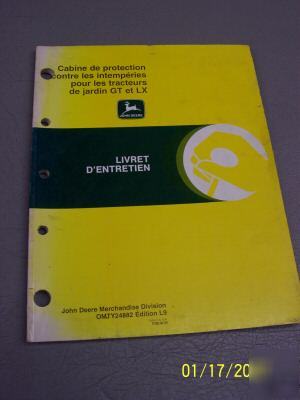 Cabine de protection
contre les intempéries
pour les tracteurs
de jardin GT et LX
JOHN DEERE
LIVRET
D'ENTRETIEN
John Deere Merchandise Division
OMTY24882 Edition L9
01/17/20